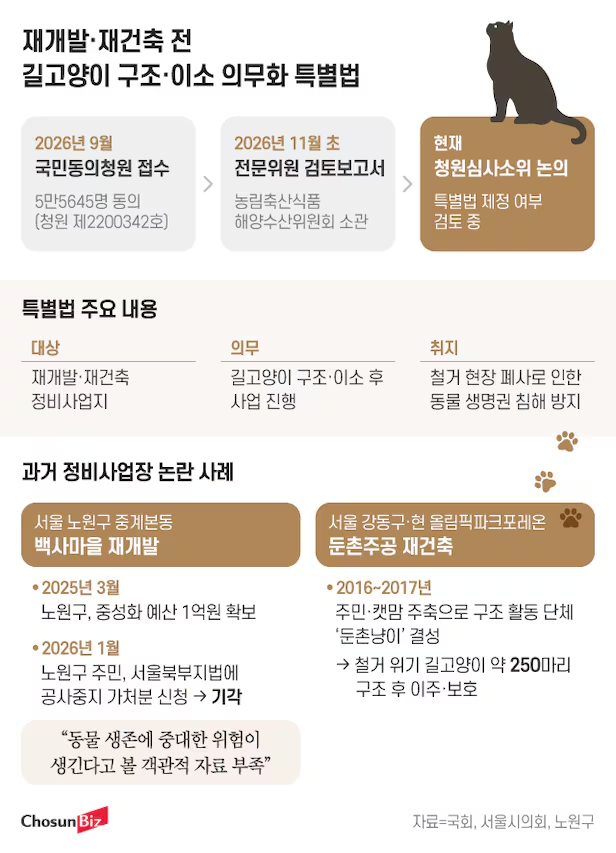 재개발·재건축 전
길고양이 구조·이소 의무화 특별법
2026년 9월
국민동의청원 접수
5만5645명 동의
(청원 제2200342호)
2026년 11월 초
전문위원 검토보고서
농림축산식품
해양수산위원회 소관
현재
청원심사소위 논의
특별법 제정 여부
검토 중
특별법 주요 내용
대상
재개발·재건축
정비사업지
의무
길고양이 구조·이소 후
사업 진행
취지
철거 현장 폐사로 인한
동물 생명권 침해 방지
과거 정비사업장 논란 사례
서울 노원구 중계본동
백사마을 재개발
•2025년 3월
노원구, 중성화 예산 1억원 확보
•2026년 1월
노원구 주민, 서울북부지법에
공사중지 가처분 신청 → 기각
“동물 생존에 중대한 위험이
생긴다고 볼 객관적 자료 부족”
서울 강동구·현 올림픽파크포레온
둔촌주공 재건축
•2016~2017년
주민·캣맘 주축으로 구조 활동 단체
‘둔촌냥이’ 결성
→ 철거 위기 길고양이 약 250마리
구조 후 이주·보호
ChosunBiz
자료=국회, 서울시의회, 노원구